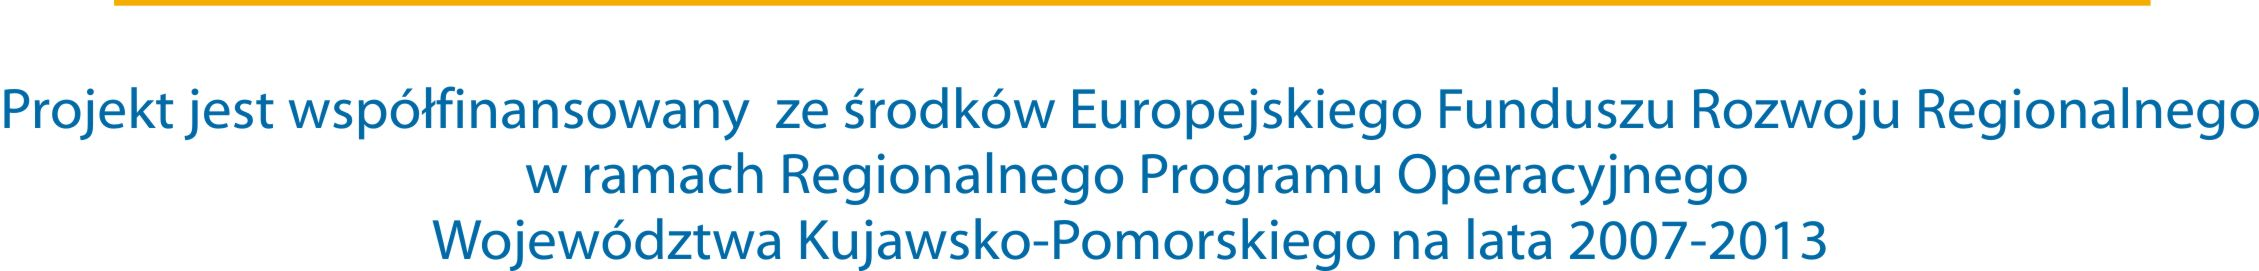 Projekt jest współfinansowany  ze środków Europejskiego Funduszu Rozwoju Regionalnego
w ramach Regionalnego Programu Operacyjnego
Województwa Kujawsko-Pomorskiego na lata 2007-2013